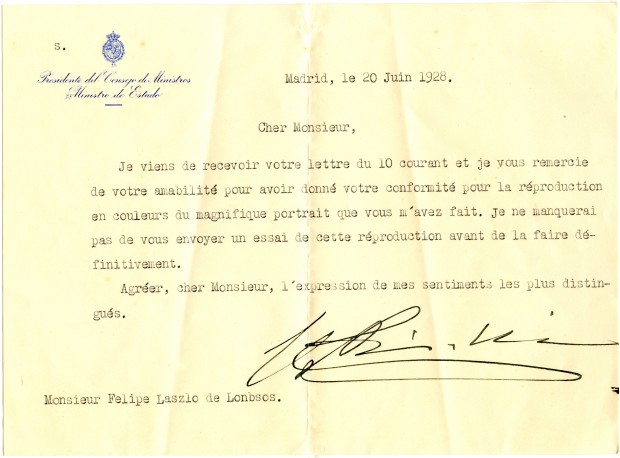 s.
Presidente del Consejo de Ministros
Ministro de Estado
Madrid, le 20 Juin 1928.
Cher Monsieur,
Je viens de recevoir votre lettre du 10 courant et je vous remercie
de votre amabilité pour avoir donné votre conformité pour la réproduction
en couleurs du magnifique portrait que vous m´avez fait. Je ne manquerai
pas de vous envoyer un essai de cette réproduction avant de la faire dé-
finitivement.
Agréer, cher Monsieur, l´expression de mes sentiments les plus distin-
gués.
Monsieur Felipe Laszlo de Lonbsos.